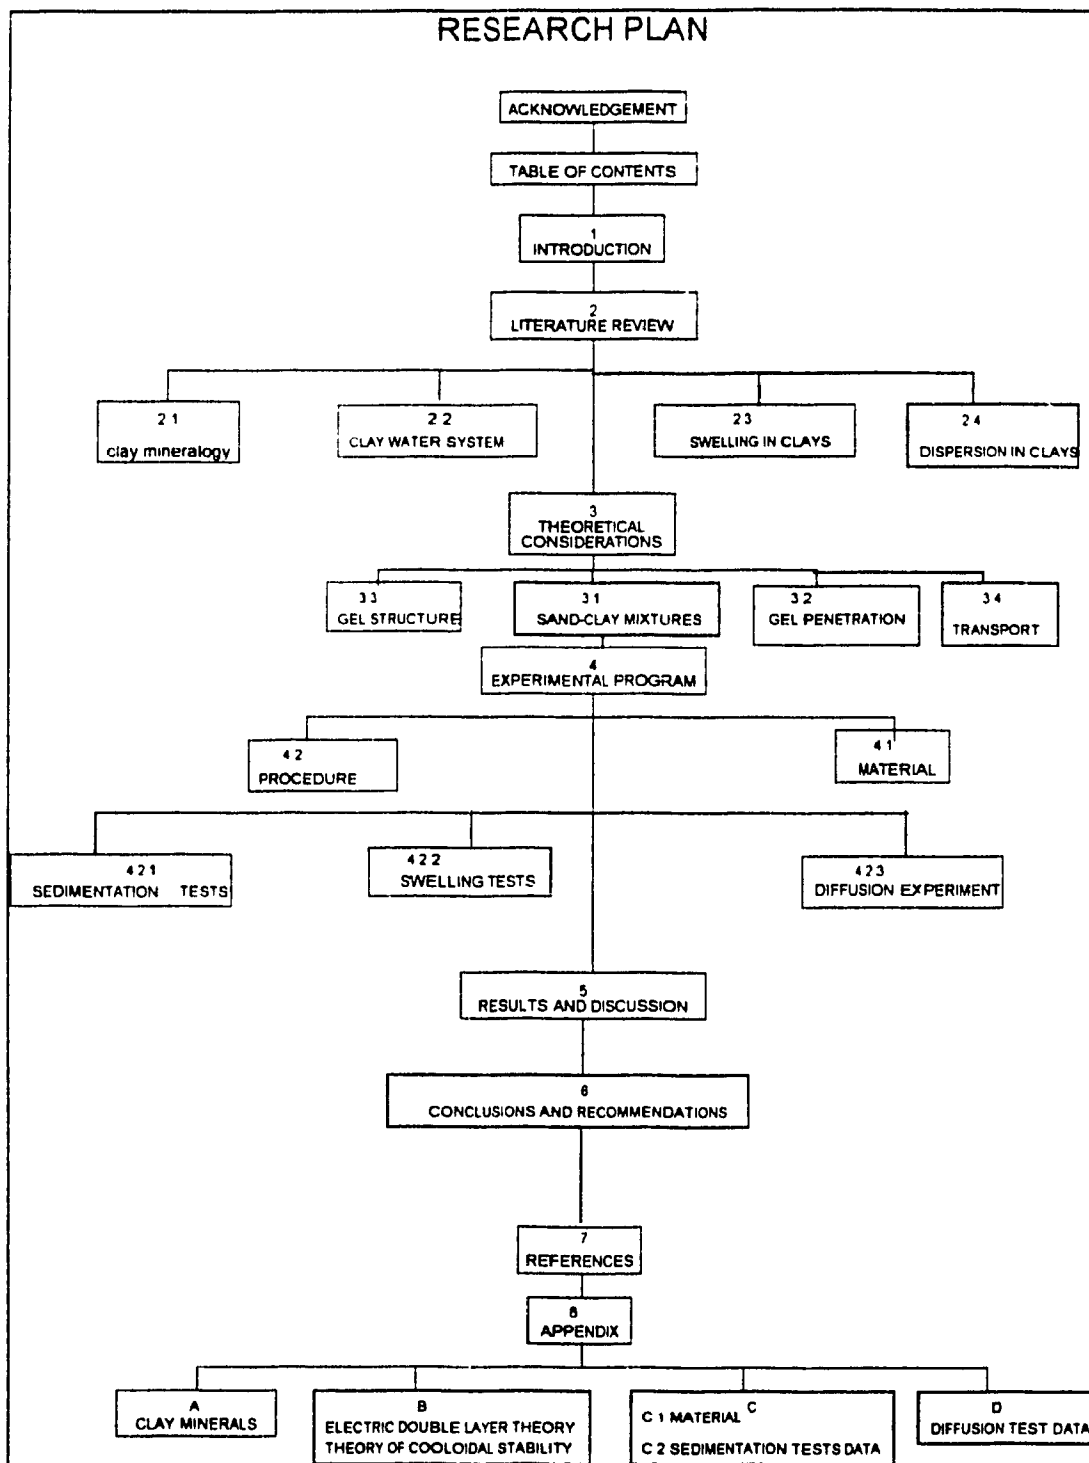 RESEARCH PLAN
ACKNOWLEDGEMENT
TABLE OF CONTENTS
1
INTRODUCTION
2
LITERATURE REVIEW
2 1
clay mineralogy
2 2
CLAY WATER SYSTEM
2 3
SWELLING IN CLAYS
2 4
DISPERSION IN CLAYS
3
THEORETICAL
CONSIDERATIONS
3 3
GEL STRUCTURE
3 1
SAND-CLAY MIXTURES
3 2
GEL PENETRATION
3 4
TRANSPORT
4
EXPERIMENTAL PROGRAM
4 2
PROCEDURE
4 1
MATERIAL
4 2 1
SEDIMENTATION TESTS
4 2 2
SWELLING TESTS
4 2 3
DIFFUSION EXPERIMENT
5
RESULTS AND DISCUSSION
6
CONCLUSIONS AND RECOMMENDATIONS
7
REFERENCES
8
APPENDIX
A
CLAY MINERALS
B
ELECTRIC DOUBLE LAYER THEORY
THEORY OF COOLOIDAL STABILITY
C
C 1 MATERIAL
C 2 SEDIMENTATION TESTS DATA
D
DIFFUSION TEST DATA